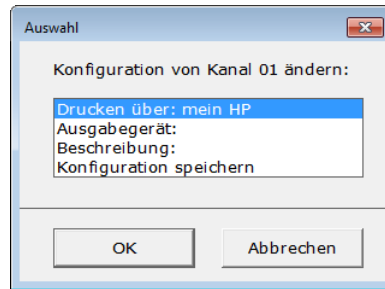 Auswahl
Konfiguration von Kanal 01 ändern:
Drucken über: mein HP
Ausgabegerät:
Beschreibung:
Konfiguration speichern
OK Abbrechen